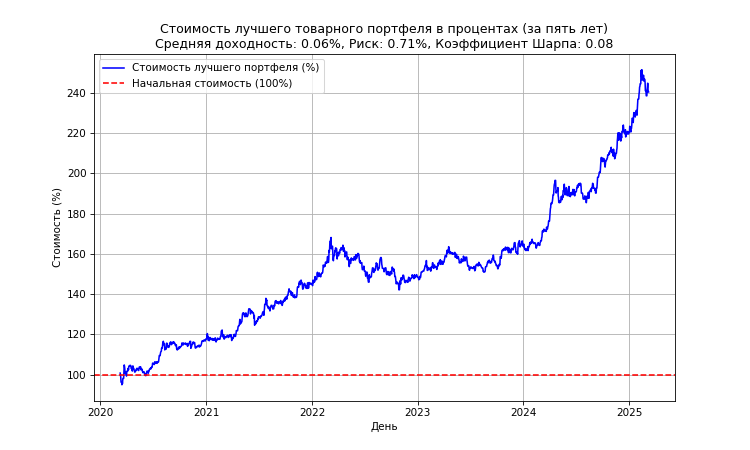 Стоимость лучшего товарного портфеля в процентах (за пять лет)
Средняя доходность: 0.06%, Риск: 0.71%, Коэффициент Шарпа: 0.08
Стоимость лучшего портфеля (%)
Начальная стоимость (100%)
Стоимость (%)
240
220
200
180
160
140
120
100
2020
2021
2022
2023
2024
2025
День